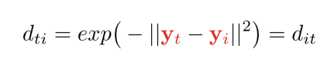 d_{ti} = exp(-||y_t - y_i||^2) = d_{it}